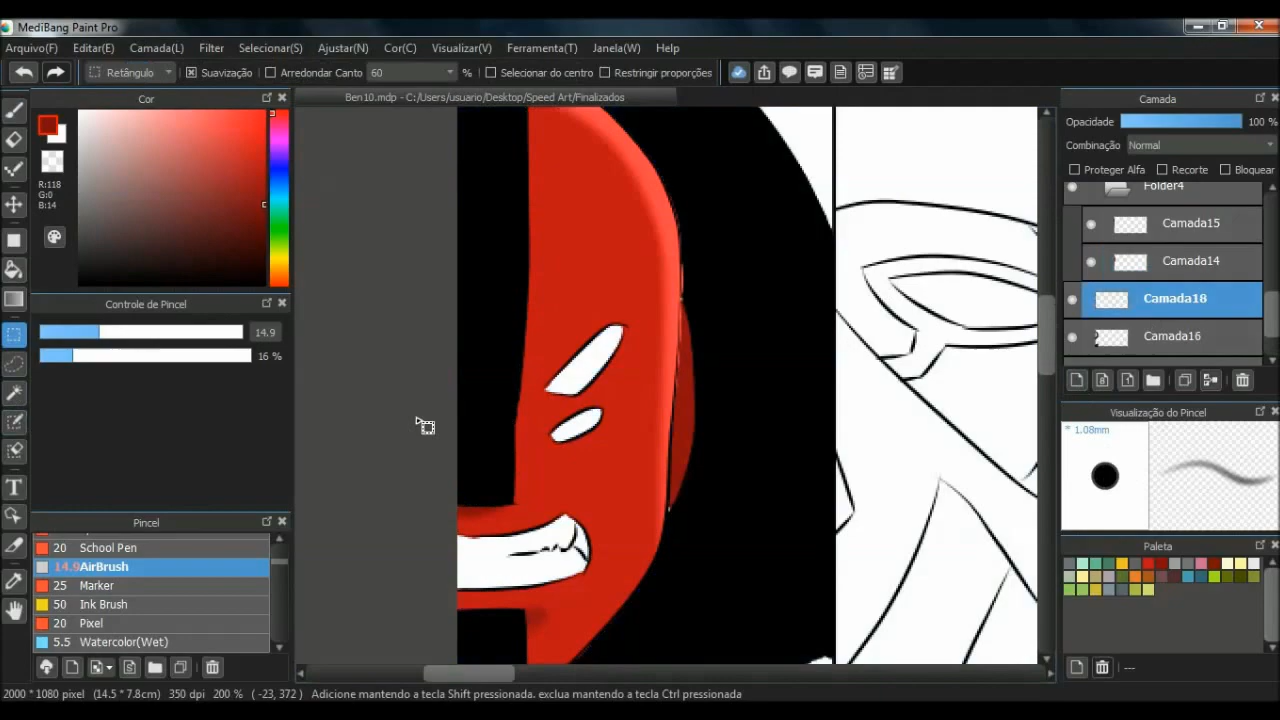 MediBang Paint Pro
Arquivo(F) Editar(E) Camada(L) Filter Selecionar(S) Ajustar(N) Cor(C) Visualizar(V) Ferramenta(T) Janela(W) Help
Retângulo Suavização Arredondar Canto 60 % Selecionar do centro Restringir proporções
Cor
Ben10.mdp - C:/Users/usuario/Desktop/Speed Art/Finalizados
Camada
Opacidade 100 %
Combinação Normal
Proteger Alfa Recorte Bloquear
R:118
G:0
B:14
Folder4
Camada15
Camada14
Camada18
Camada16
Controle de Pincel
14.9
16 %
Visualização do Pincel
* 1.08mm
Pincel
20 School Pen
14.9 AirBrush
25 Marker
50 Ink Brush
20 Pixel
5.5 Watercolor(Wet)
Paleta
---
2000 * 1080 pixel (14.5 * 7.8cm) 350 dpi 200 % ( -23, 372 ) Adicione mantendo a tecla Shift pressionada. exclua mantendo a tecla Ctrl pressionada